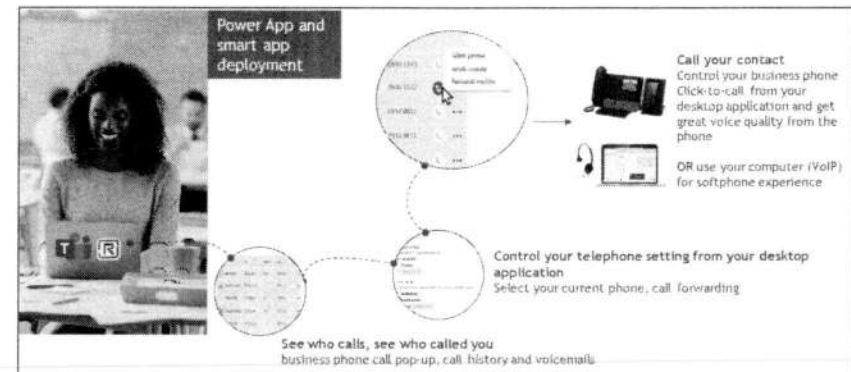 Power App and
smart app
deployment
Call your contact
Control your business phone
Click-to-call from your
desktop application and get
great voice quality from the
phone
OR use your computer (VoIP)
for softphone experience
T
R
Control your telephone setting from your desktop
application
Select your current phone, call forwarding
See who calls, see who called you
business phone call pop-up, call history and voicemails